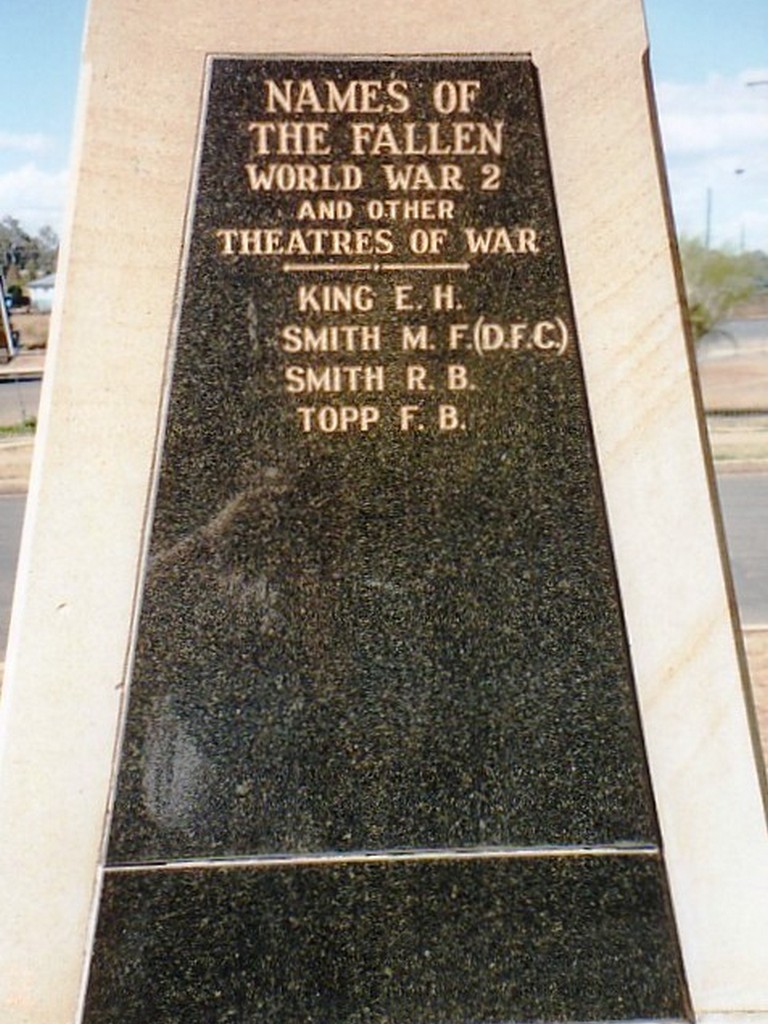 NAMES OF
THE FALLEN
WORLD WAR 2
AND OTHER
THEATRES OF WAR
KING E. H.
SMITH M. F.(D.F.C.)
SMITH R. B.
TOPP F. B.